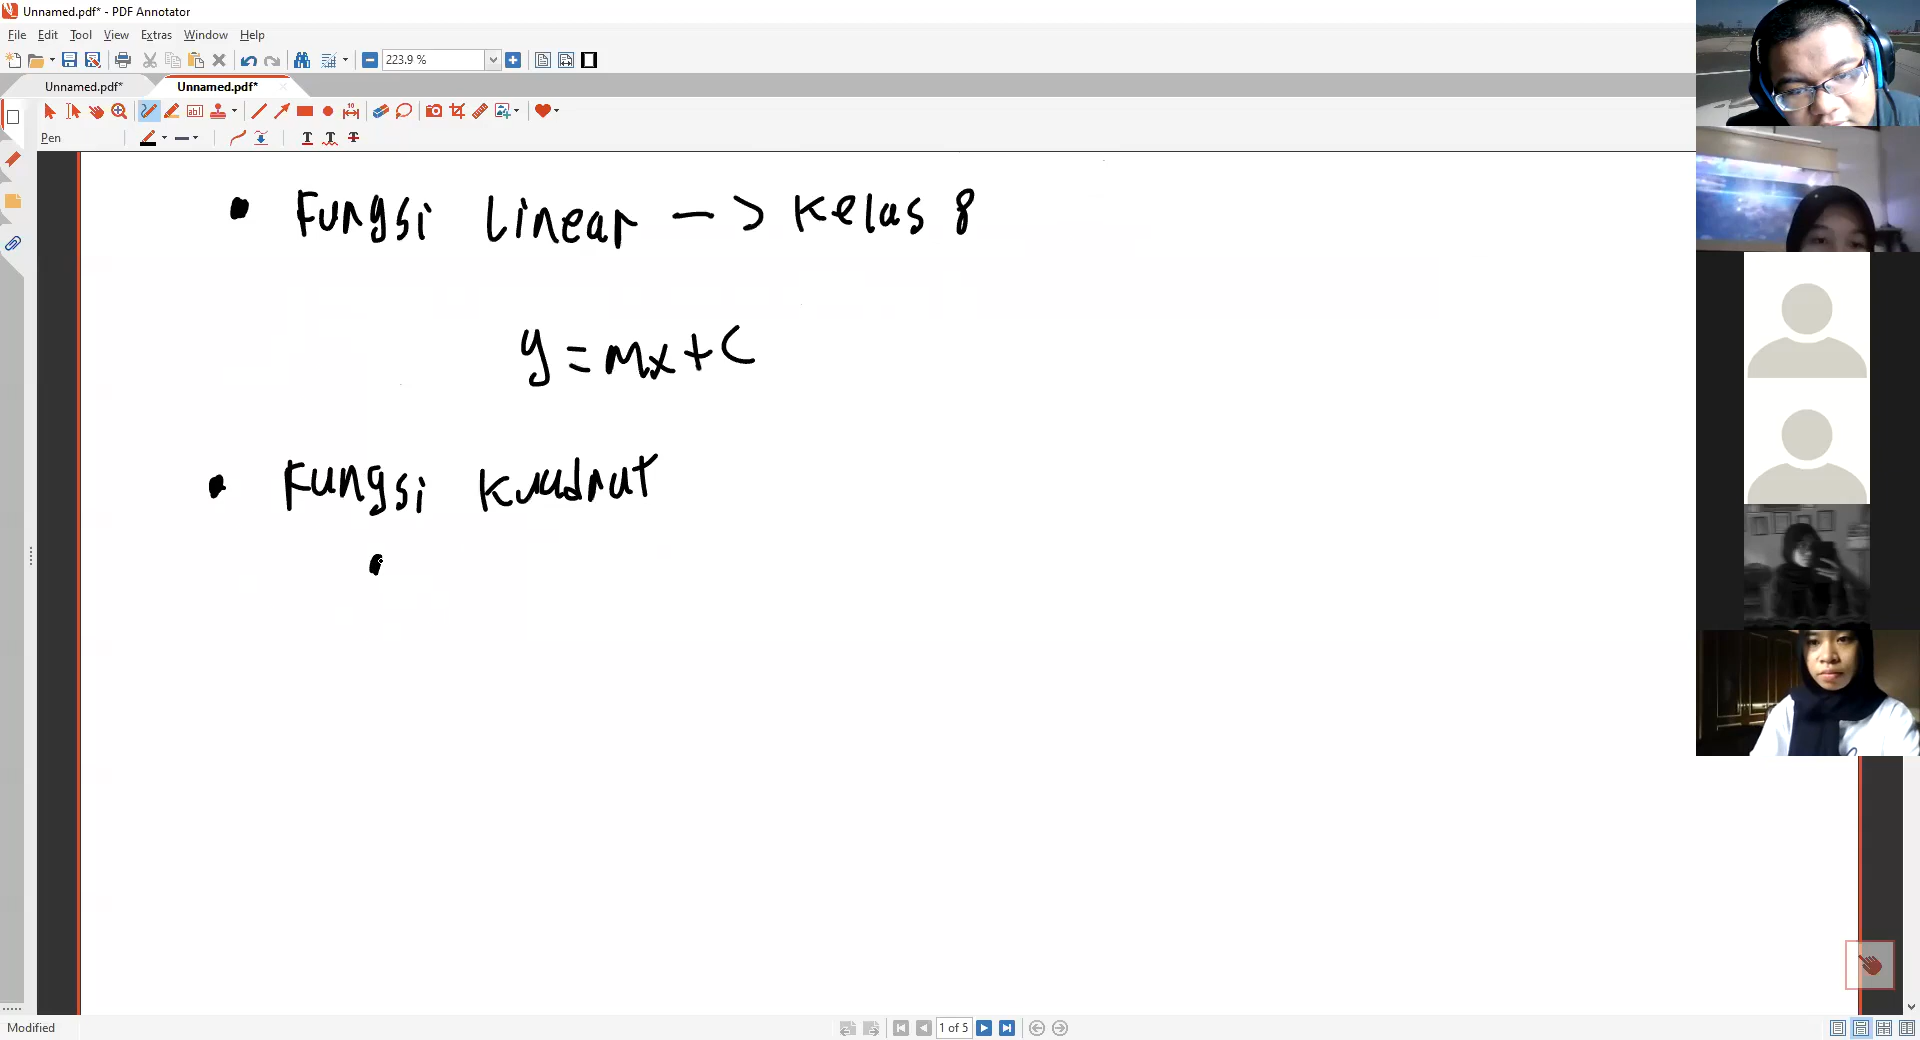 Unnamed.pdf* - PDF Annotator
File Edit Tool View Extras Window Help
223.9 %
Unnamed.pdf* Unnamed.pdf*
Pen
• Fungsi Linear —> Kelas 8
y = mx + c
• Fungsi Kuadrat
•
Modified 1 of 5